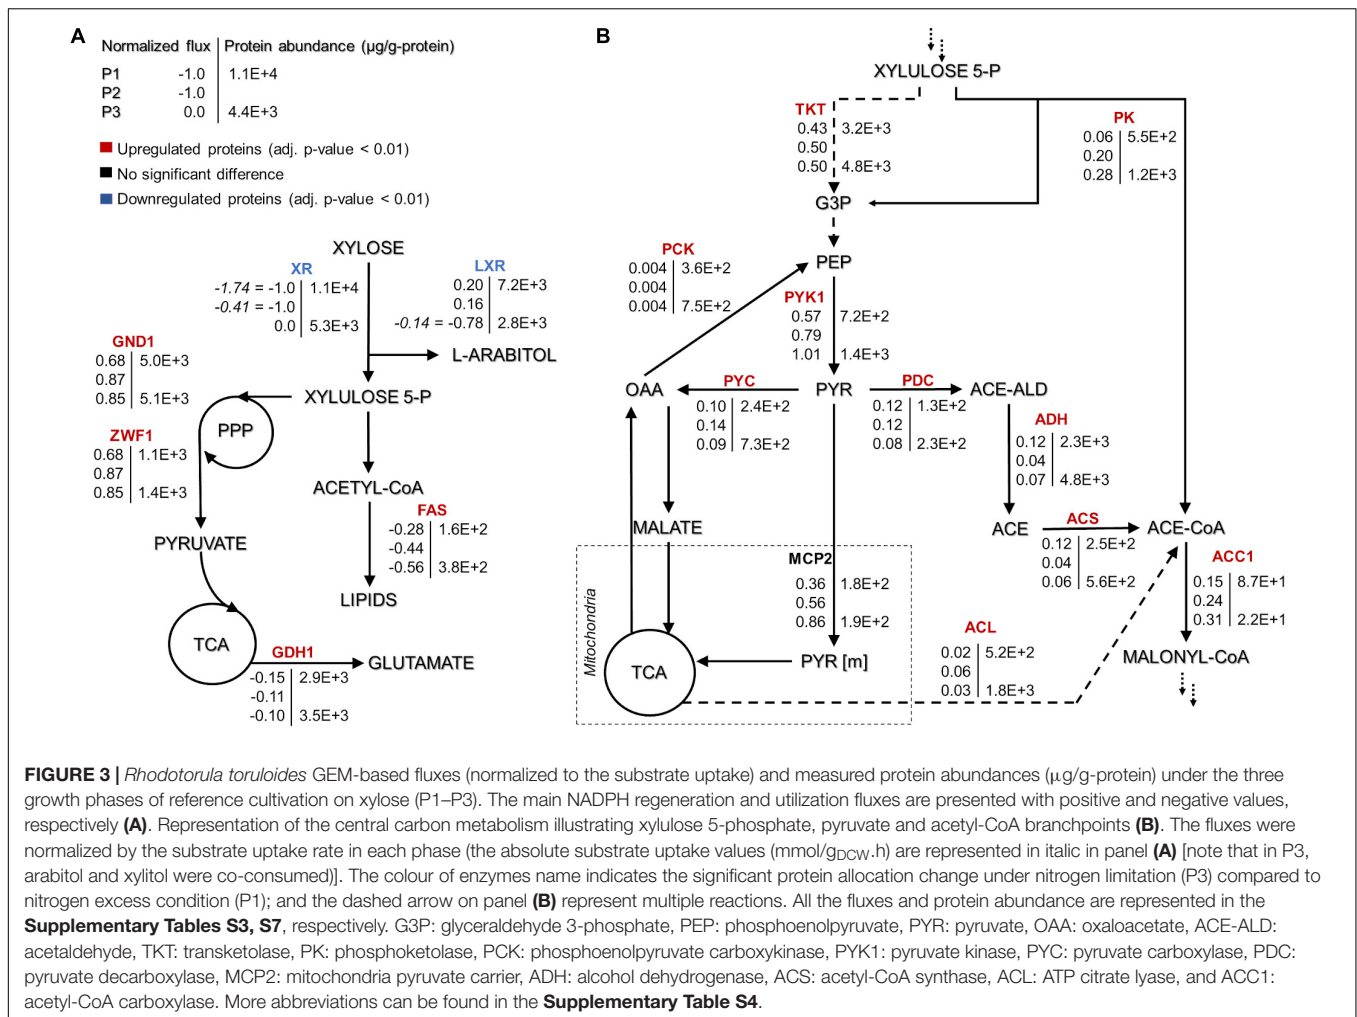 A
Normalized flux Protein abundance (µg/g-protein)
P1 -1.0 1.1E+4
P2 -1.0
P3 0.0 4.4E+3
Upregulated proteins (adj. p-value < 0.01)
No significant difference
Downregulated proteins (adj. p-value < 0.01)
XYLOSE
XR
-1.74 = -1.0 1.1E+4
-0.41 = -1.0
0.0 5.3E+3
LXR
0.20 7.2E+3
0.16
-0.14 = -0.78 2.8E+3
L-ARABITOL
GND1
0.68 5.0E+3
0.87
0.85 5.1E+3
XYLULOSE 5-P
PPP
ZWF1
0.68 1.1E+3
0.87
0.85 1.4E+3
ACETYL-CoA
FAS
-0.28 1.6E+2
-0.44
-0.56 3.8E+2
PYRUVATE
LIPIDS
TCA
GDH1
GLUTAMATE
-0.15 2.9E+3
-0.11
-0.10 3.5E+3
B
XYLULOSE 5-P
TKT
0.43 3.2E+3
0.50
0.50 4.8E+3
PK
0.06 5.5E+2
0.20
0.28 1.2E+3
G3P
PCK
0.004 3.6E+2
0.004
0.004 7.5E+2
PEP
PYK1
0.57 7.2E+2
0.79
1.01 1.4E+3
OAA
PYC
0.10 2.4E+2
0.14
0.09 7.3E+2
PYR
PDC
0.12 1.3E+2
0.12
0.08 2.3E+2
ACE-ALD
ADH
0.12 2.3E+3
0.04
0.07 4.8E+3
MALATE
ACE
ACS
0.12 2.5E+2
0.04
0.06 5.6E+2
ACE-CoA
ACC1
0.15 8.7E+1
0.24
0.31 2.2E+1
MALONYL-CoA
Mitochondria
MCP2
0.36 1.8E+2
0.56
0.86 1.9E+2
TCA
PYR [m]
ACL
0.02 5.2E+2
0.06
0.03 1.8E+3
FIGURE 3 | Rhodotorula toruloides GEM-based fluxes (normalized to the substrate uptake) and measured protein abundances (µg/g-protein) under the three
growth phases of reference cultivation on xylose (P1–P3). The main NADPH regeneration and utilization fluxes are presented with positive and negative values,
respectively (A). Representation of the central carbon metabolism illustrating xylulose 5-phosphate, pyruvate and acetyl-CoA branchpoints (B). The fluxes were
normalized by the substrate uptake rate in each phase (the absolute substrate uptake values (mmol/gDCW.h) are represented in italic in panel (A) [note that in P3,
arabitol and xylitol were co-consumed)]. The colour of enzymes name indicates the significant protein allocation change under nitrogen limitation (P3) compared to
nitrogen excess condition (P1); and the dashed arrow on panel (B) represent multiple reactions. All the fluxes and protein abundance are represented in the
Supplementary Tables S3, S7, respectively. G3P: glyceraldehyde 3-phosphate, PEP: phosphoenolpyruvate, PYR: pyruvate, OAA: oxaloacetate, ACE-ALD:
acetaldehyde, TKT: transketolase, PK: phosphoketolase, PCK: phosphoenolpyruvate carboxykinase, PYK1: pyruvate kinase, PYC: pyruvate carboxylase, PDC:
pyruvate decarboxylase, MCP2: mitochondria pyruvate carrier, ADH: alcohol dehydrogenase, ACS: acetyl-CoA synthase, ACL: ATP citrate lyase, and ACC1:
acetyl-CoA carboxylase. More abbreviations can be found in the Supplementary Table S4.